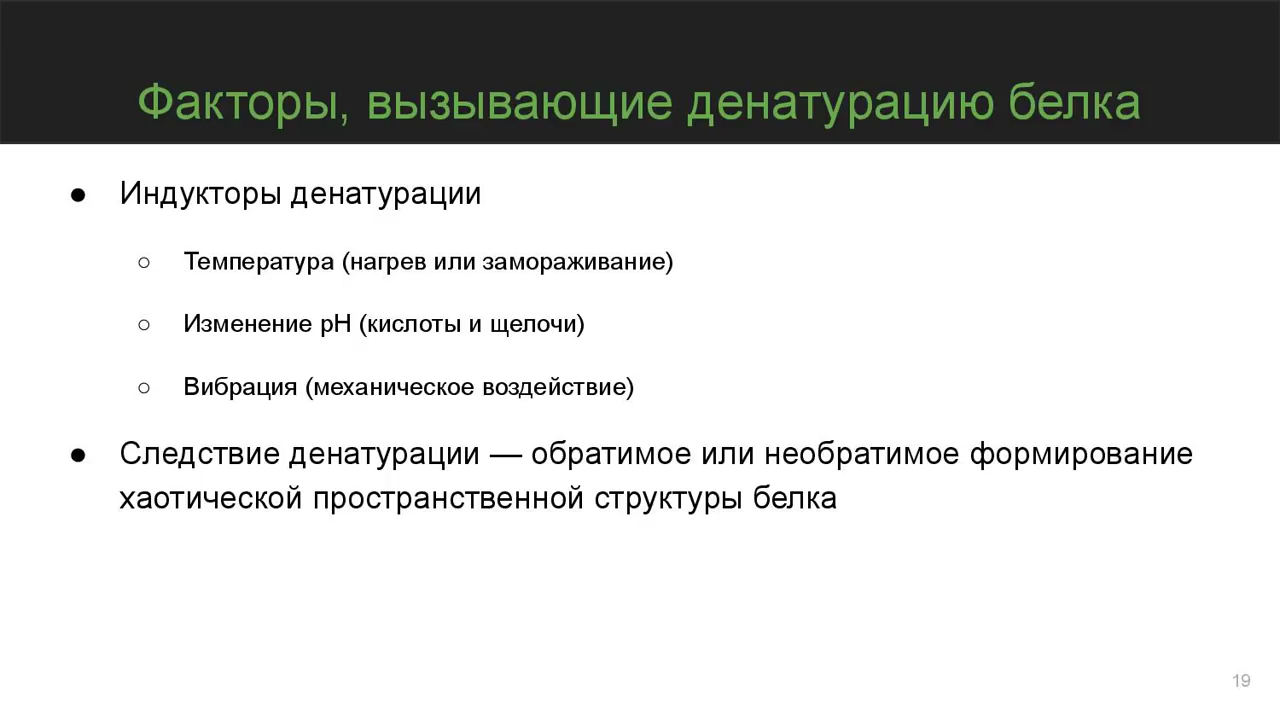 Факторы, вызывающие денатурацию белка
● Индукторы денатурации
○ Температура (нагрев или замораживание)
○ Изменение pH (кислоты и щелочи)
○ Вибрация (механическое воздействие)
● Следствие денатурации — обратимое или необратимое формирование
хаотической пространственной структуры белка
19